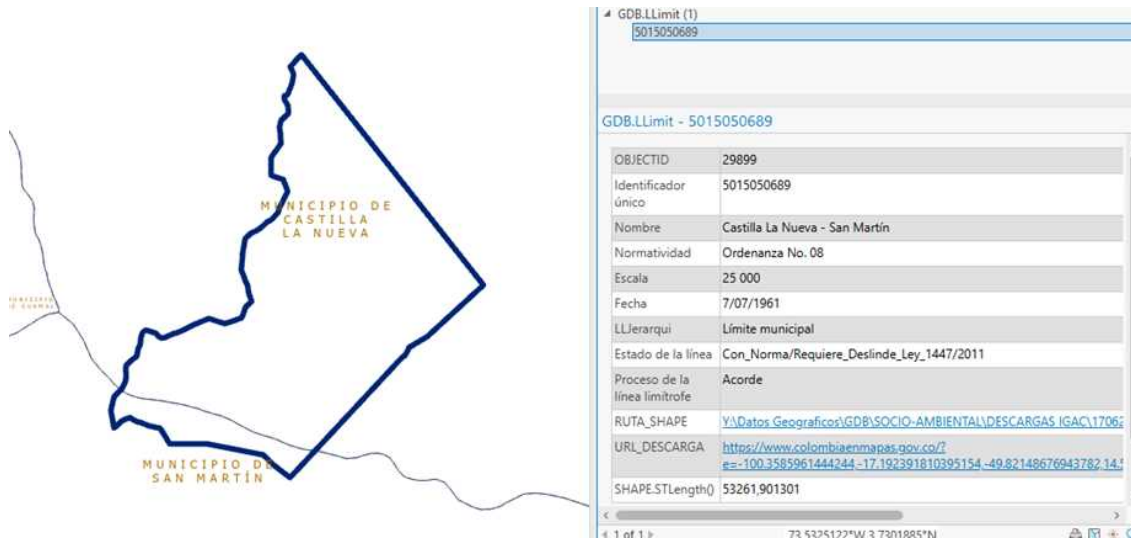 MUNICIPIO DE
CASTILLA
LA NUEVA
MUNICIPIO DE
SAN MARTÍN
GDB.LLimit (1)
5015050689
GDB.LLimit - 5015050689
OBJECTID 29899
Identificador 5015050689
único
Nombre Castilla La Nueva - San Martín
Normatividad Ordenanza No. 08
Escala 25 000
Fecha 7/07/1961
LLJerarqui Límite municipal
Estado de la línea Con_Norma/Requiere_Deslinde_Ley_1447/2011
Proceso de la Acorde
línea limítrofe
RUTA_SHAPE Y:\Datos Geograficos\GDB\SOCIO-AMBIENTAL\DESCARGAS IGAC\17062
URL_DESCARGA https://www.colombiaenmapas.gov.co/?
e=-100.3585961444244,-17.192391810395154,-49.82148676943782,14.5
SHAPE.STLength() 53261,901301
1 of 1
73,5325122°W 3,7301885°N